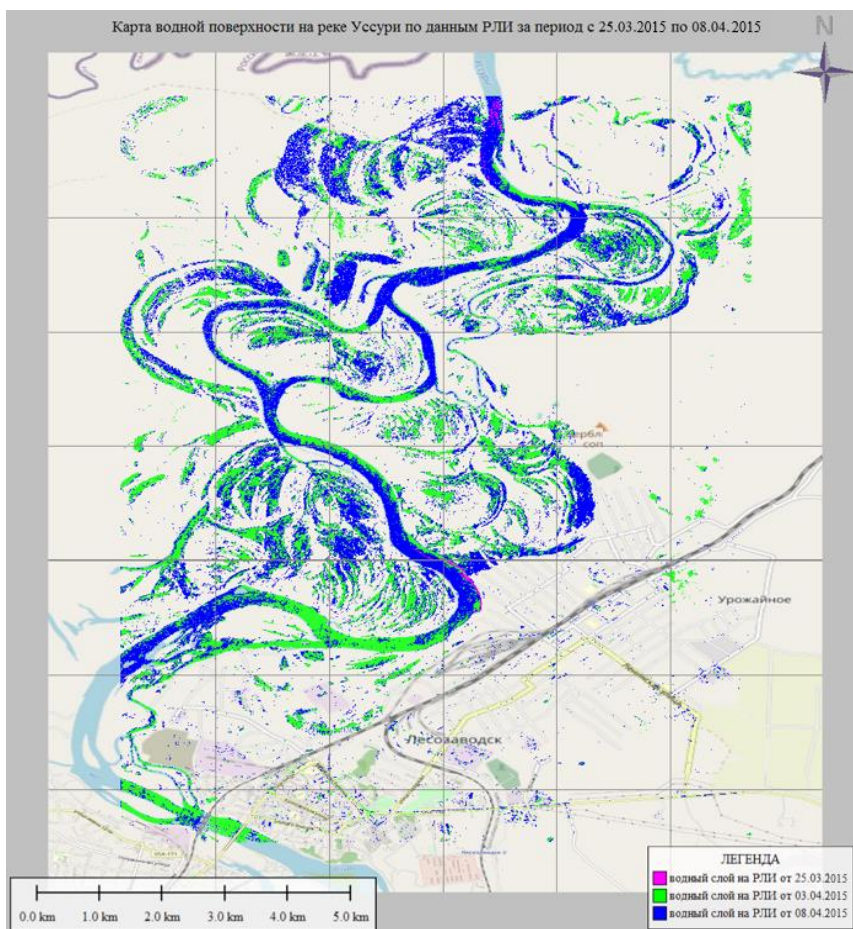 Карта водной поверхности на реке Уссури по данным РЛИ за период с 25.03.2015 по 08.04.2015
N
Урожайное
Лесозаводск
ЛЕГЕНДА
водный слой на РЛИ от 25.03.2015
водный слой на РЛИ от 03.04.2015
водный слой на РЛИ от 08.04.2015
0.0 km 1.0 km 2.0 km 3.0 km 4.0 km 5.0 km